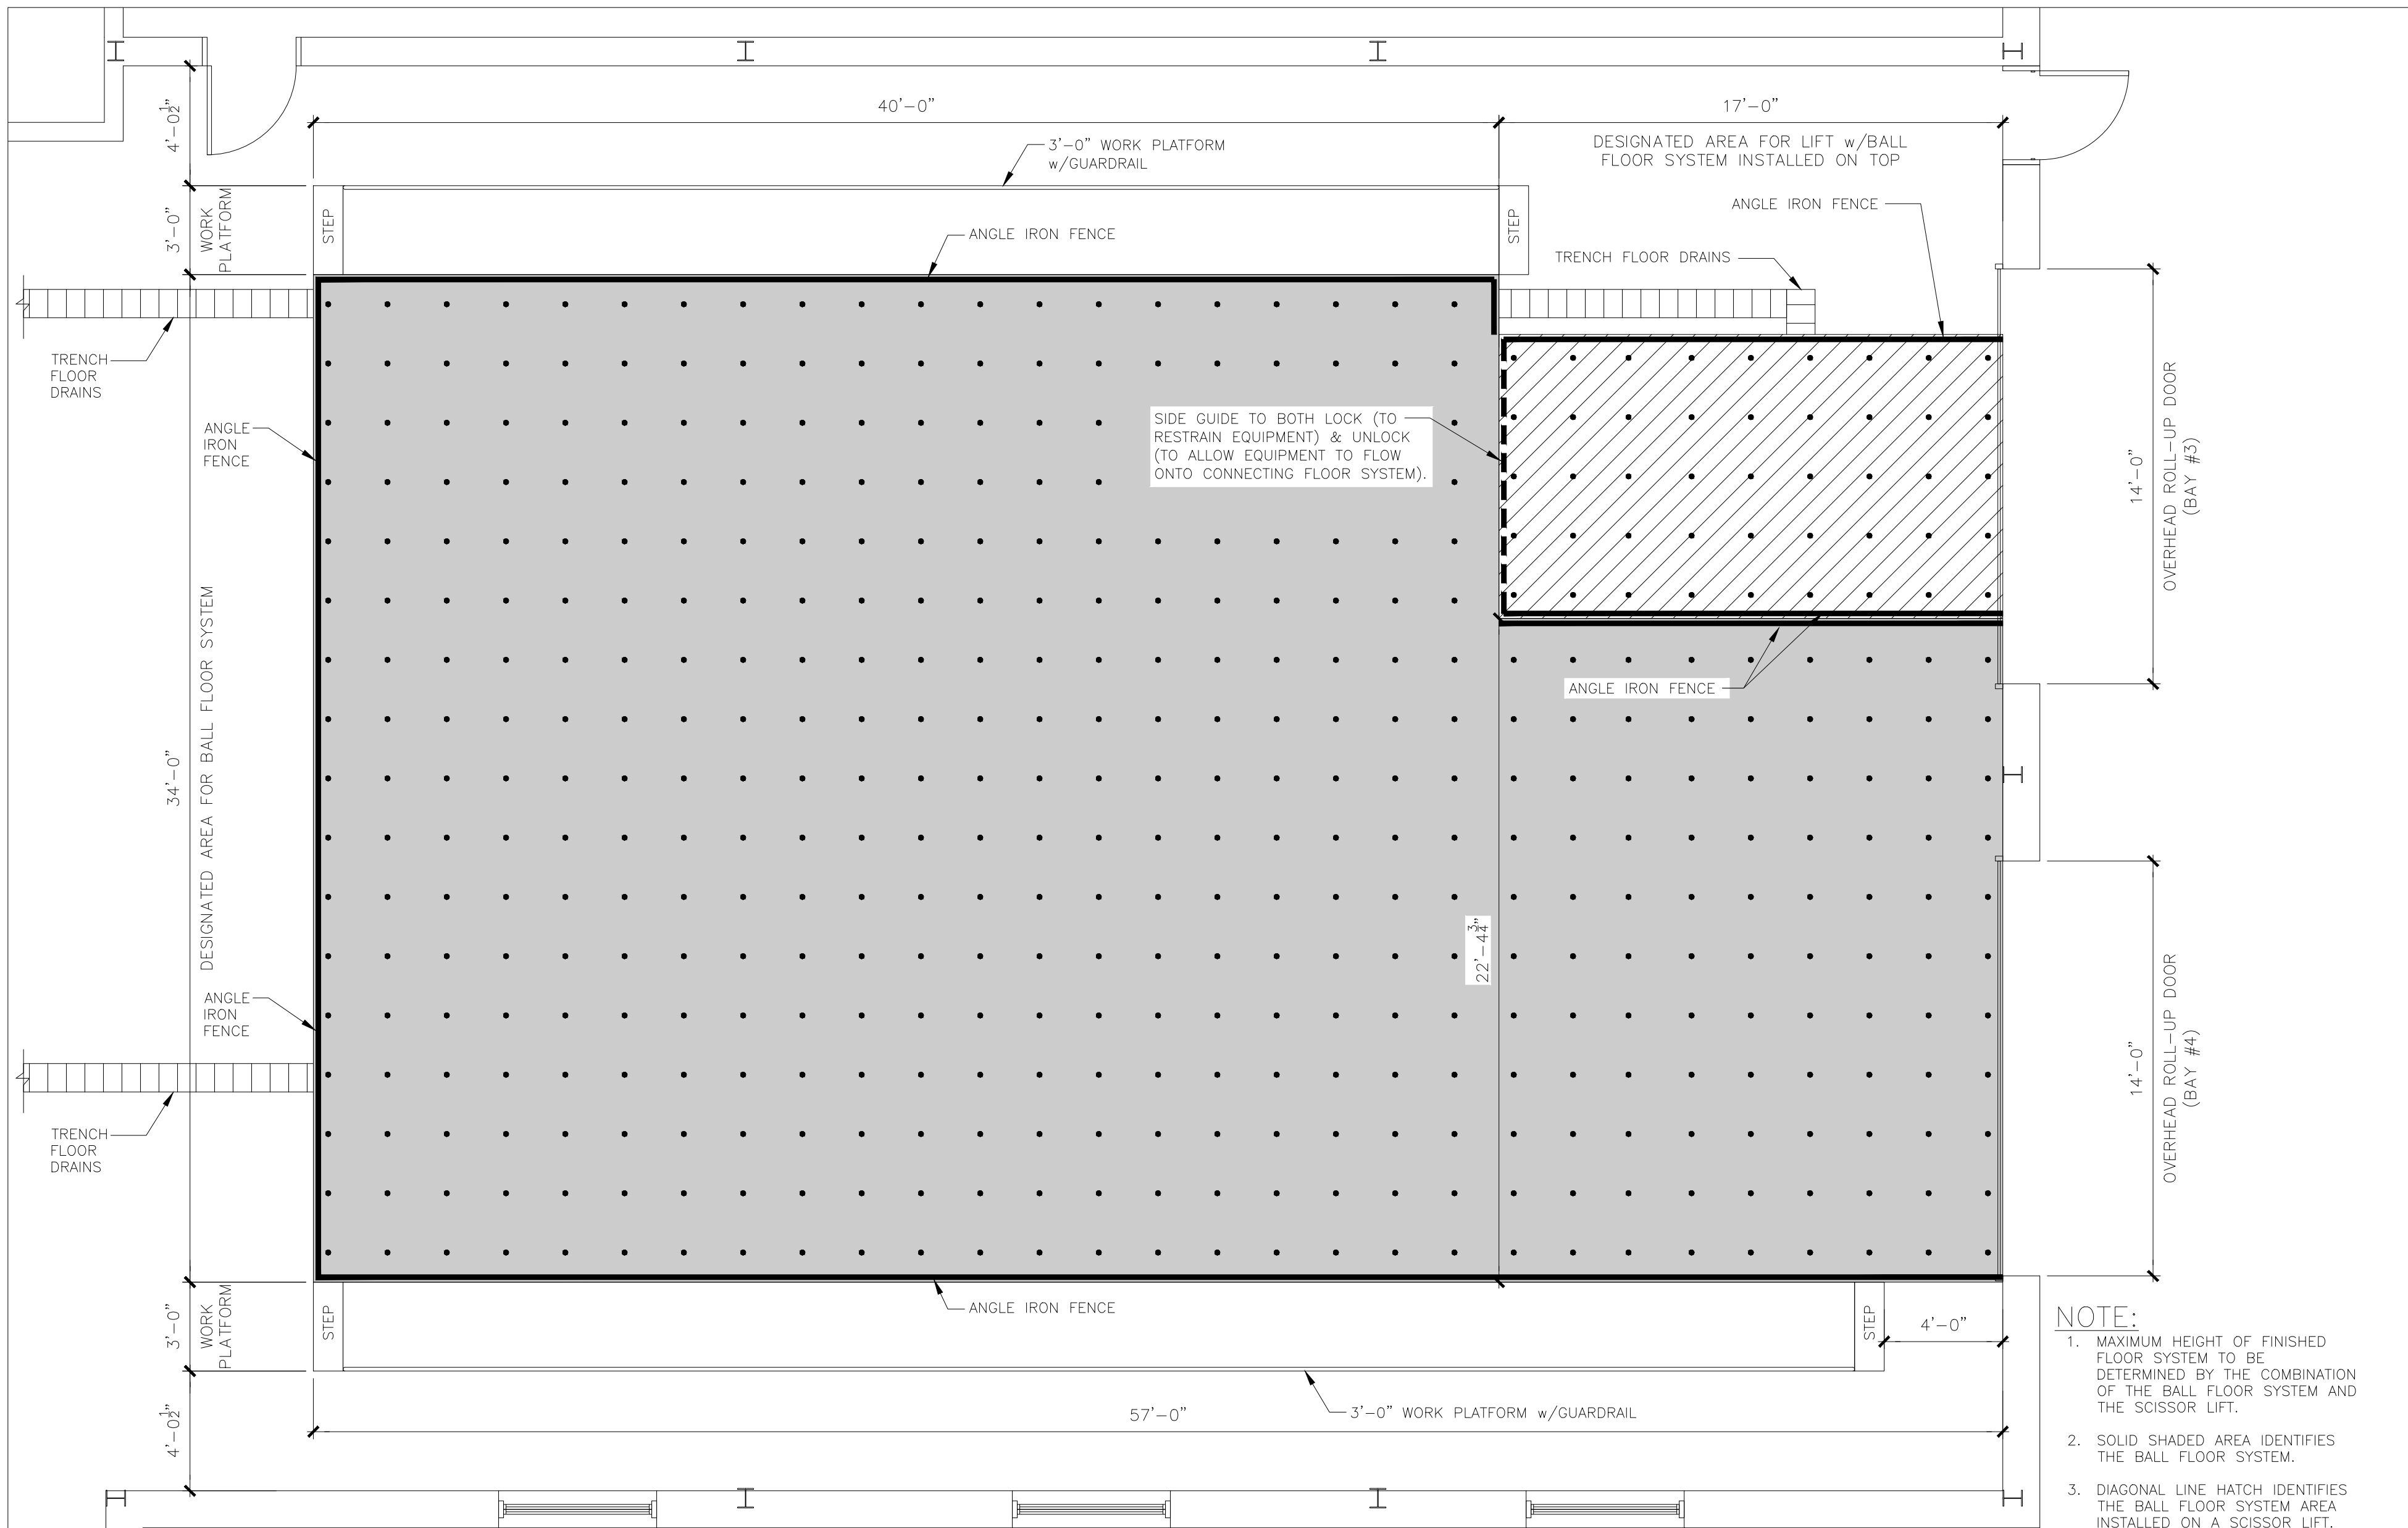 40'-0"
17'-0"
4'-0 1/2"
3'-0" WORK PLATFORM
w/GUARDRAIL
DESIGNATED AREA FOR LIFT w/BALL
FLOOR SYSTEM INSTALLED ON TOP
3'-0"
WORK
PLATFORM
STEP
STEP
ANGLE IRON FENCE
ANGLE IRON FENCE
TRENCH FLOOR DRAINS
TRENCH
FLOOR
DRAINS
ANGLE
IRON
FENCE
SIDE GUIDE TO BOTH LOCK (TO
RESTRAIN EQUIPMENT) & UNLOCK
(TO ALLOW EQUIPMENT TO FLOW
ONTO CONNECTING FLOOR SYSTEM).
14'-0"
OVERHEAD ROLL-UP DOOR
(BAY #3)
34'-0"
DESIGNATED AREA FOR BALL FLOOR SYSTEM
ANGLE IRON FENCE
22'-4 3/4"
ANGLE
IRON
FENCE
14'-0"
OVERHEAD ROLL-UP DOOR
(BAY #4)
TRENCH
FLOOR
DRAINS
3'-0"
WORK
PLATFORM
STEP
ANGLE IRON FENCE
STEP
4'-0"
4'-0 1/2"
57'-0"
3'-0" WORK PLATFORM w/GUARDRAIL
NOTE:
1. MAXIMUM HEIGHT OF FINISHED
FLOOR SYSTEM TO BE
DETERMINED BY THE COMBINATION
OF THE BALL FLOOR SYSTEM AND
THE SCISSOR LIFT.
2. SOLID SHADED AREA IDENTIFIES
THE BALL FLOOR SYSTEM.
3. DIAGONAL LINE HATCH IDENTIFIES
THE BALL FLOOR SYSTEM AREA
INSTALLED ON A SCISSOR LIFT.